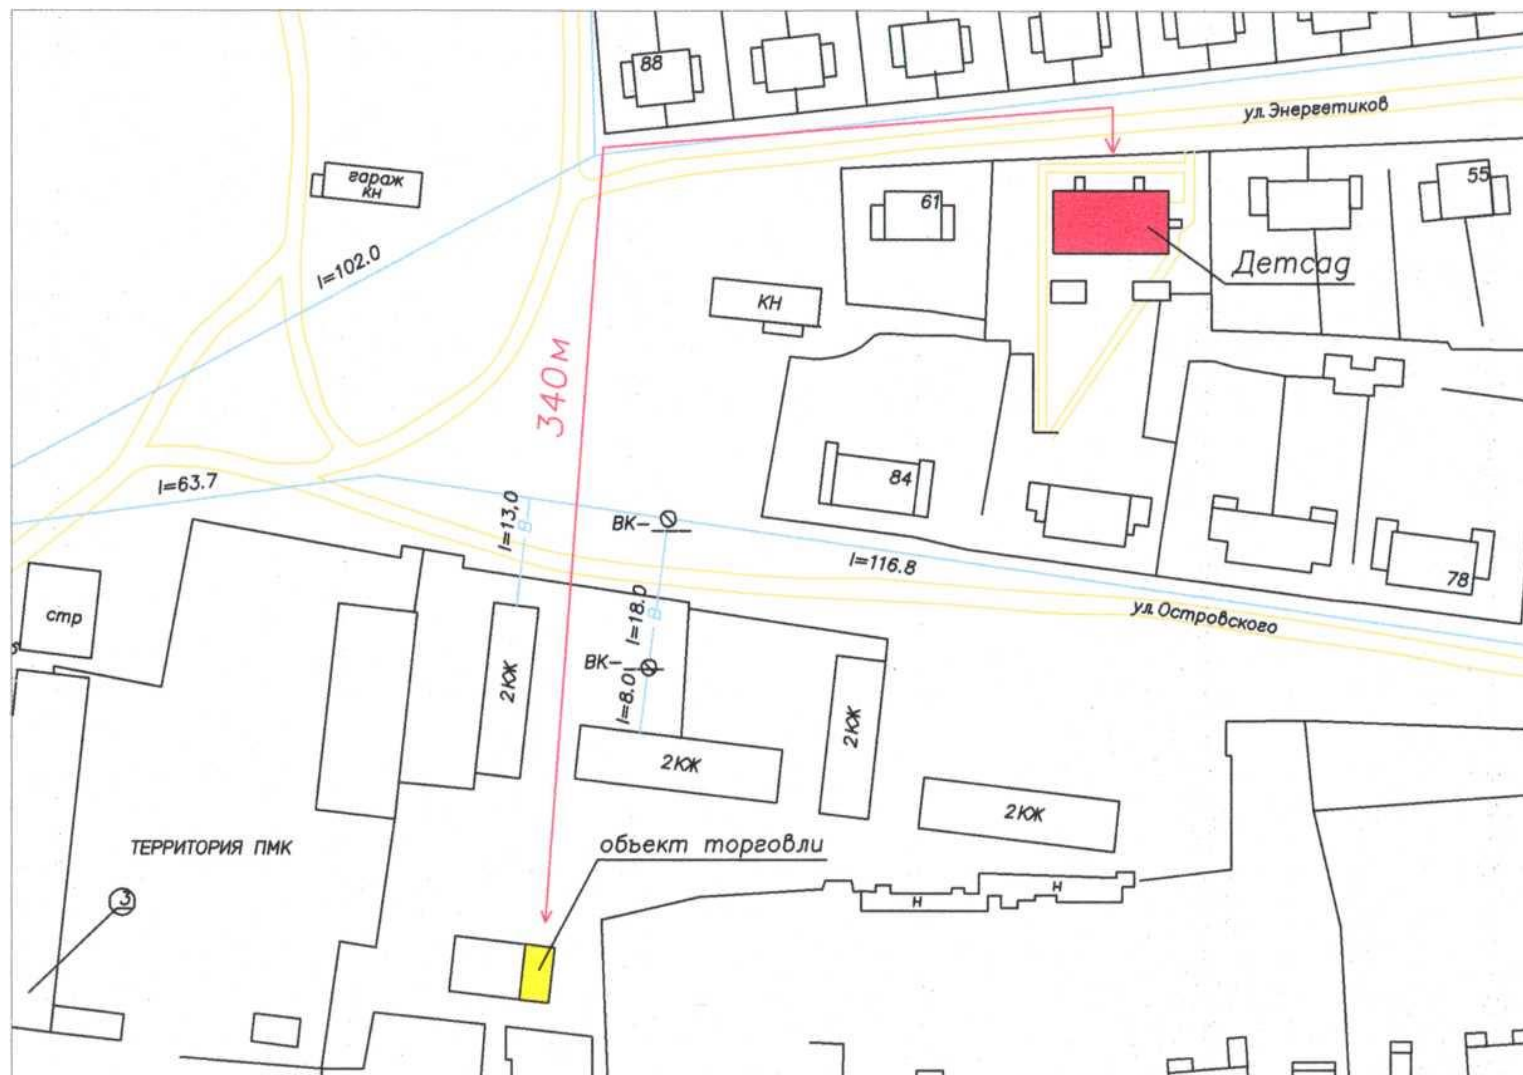 88
ул. Энергетиков
гараж
кн
61
55
l=102.0
Детсад
КН
340м
84
l=63.7
l=13,0
ВК-
l=116.8
78
стр
l=18.0
ул. Островского
ВК-
2КЖ
l=8.0
2КЖ
2КЖ
2КЖ
ТЕРРИТОРИЯ ПМК
объект торговли
3
н
н